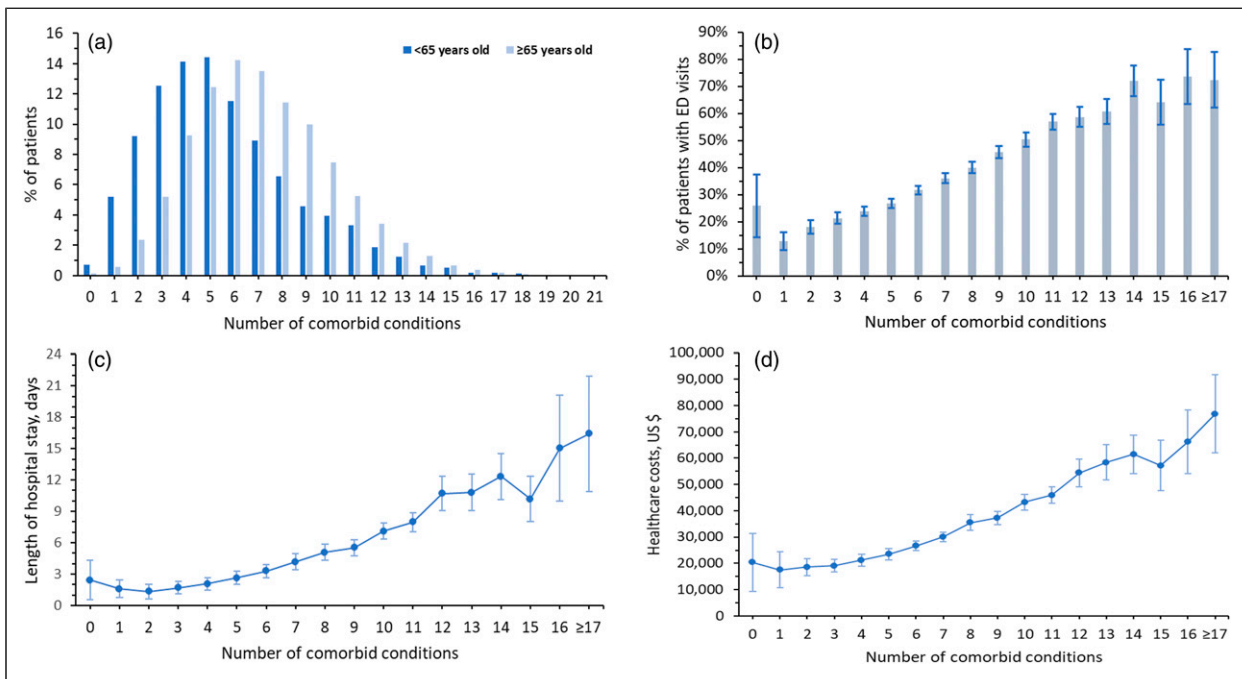 (a)
<65 years old ≥65 years old
% of patients
16
14
12
10
8
6
4
2
0
0 1 2 3 4 5 6 7 8 9 10 11 12 13 14 15 16 17 18 19 20 21
Number of comorbid conditions
(b)
% of patients with ED visits
90%
80%
70%
60%
50%
40%
30%
20%
10%
0%
0 1 2 3 4 5 6 7 8 9 10 11 12 13 14 15 16 ≥17
Number of comorbid conditions
(c)
Length of hospital stay, days
24
21
18
15
12
9
6
3
0
0 1 2 3 4 5 6 7 8 9 10 11 12 13 14 15 16 ≥17
Number of comorbid conditions
(d)
Healthcare costs, US $
100,000
90,000
80,000
70,000
60,000
50,000
40,000
30,000
20,000
10,000
0
0 1 2 3 4 5 6 7 8 9 10 11 12 13 14 15 16 ≥17
Number of comorbid conditions